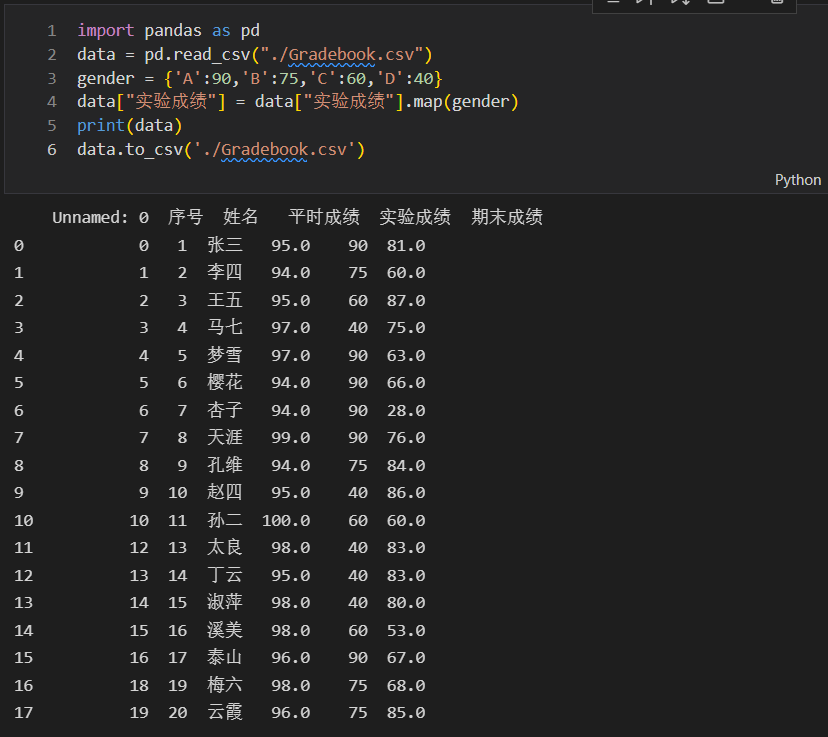 1 import pandas as pd
2 data = pd.read_csv("./Gradebook.csv")
3 gender = {'A':90,'B':75,'C':60,'D':40}
4 data["实验成绩"] = data["实验成绩"].map(gender)
5 print(data)
6 data.to_csv('./Gradebook.csv')
Python
Unnamed: 0 序号 姓名 平时成绩 实验成绩 期末成绩
0 0 1 张三 95.0 90 81.0
1 1 2 李四 94.0 75 60.0
2 2 3 王五 95.0 60 87.0
3 3 4 马七 97.0 40 75.0
4 4 5 梦雪 97.0 90 63.0
5 5 6 樱花 94.0 90 66.0
6 6 7 杏子 94.0 90 28.0
7 7 8 天涯 99.0 90 76.0
8 8 9 孔维 94.0 75 84.0
9 9 10 赵四 95.0 40 86.0
10 10 11 孙二 100.0 60 60.0
11 12 13 太良 98.0 40 83.0
12 13 14 丁云 95.0 40 83.0
13 14 15 淑萍 98.0 40 80.0
14 15 16 溪美 98.0 60 53.0
15 16 17 泰山 96.0 90 67.0
16 18 19 梅六 98.0 75 68.0
17 19 20 云霞 96.0 75 85.0